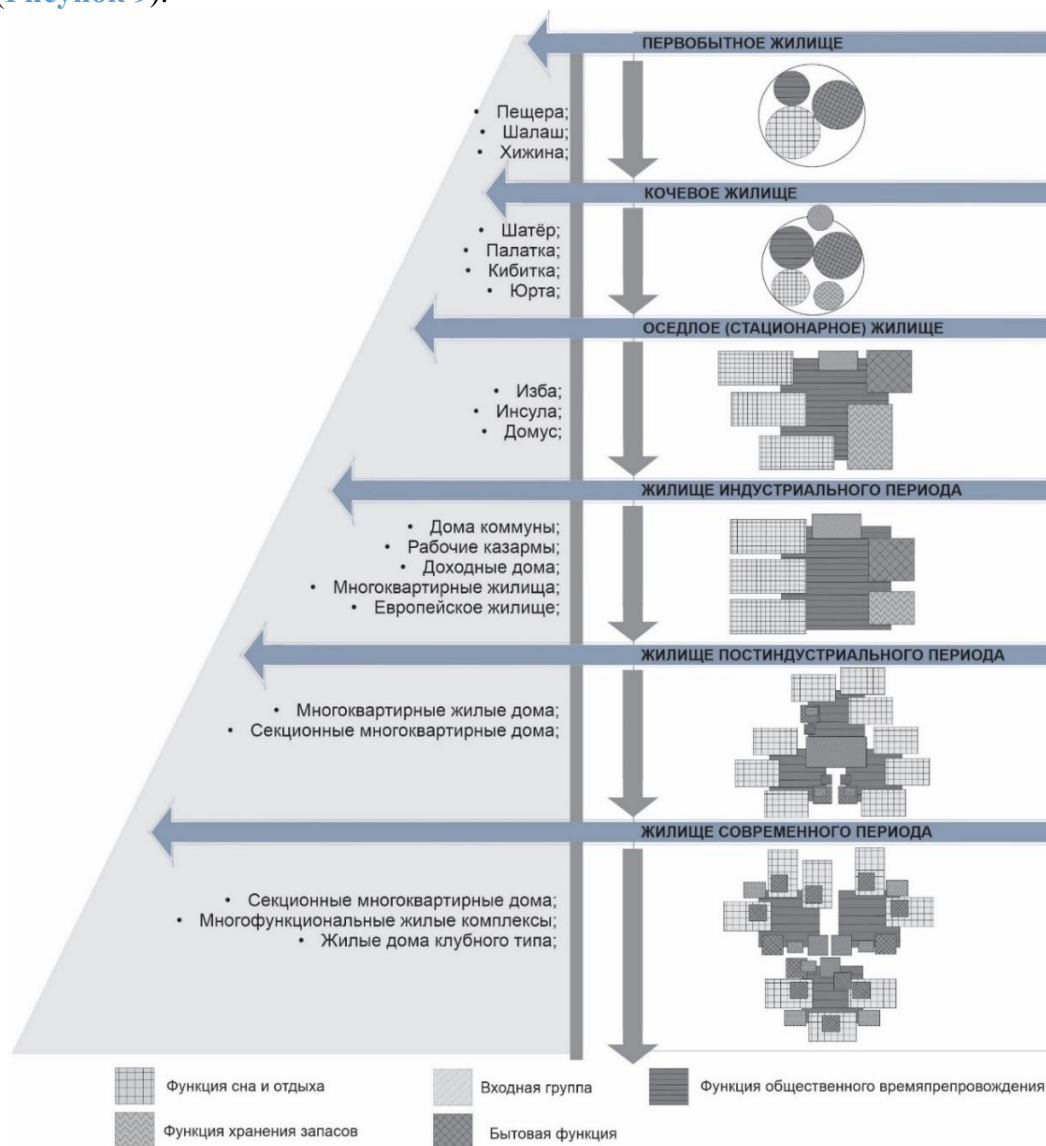 (Рисунок 9).
ПЕРВОБЫТНОЕ ЖИЛИЩЕ
• Пещера;
• Шалаш;
• Хижина;
КОЧЕВОЕ ЖИЛИЩЕ
• Шатёр;
• Палатка;
• Кибитка;
• Юрта;
ОСЕДЛОЕ (СТАЦИОНАРНОЕ) ЖИЛИЩЕ
• Изба;
• Инсула;
• Домус;
ЖИЛИЩЕ ИНДУСТРИАЛЬНОГО ПЕРИОДА
• Дома коммуны;
• Рабочие казармы;
• Доходные дома;
• Многоквартирные жилища;
• Европейское жилище;
ЖИЛИЩЕ ПОСТИНДУСТРИАЛЬНОГО ПЕРИОДА
• Многоквартирные жилые дома;
• Секционные многоквартирные дома;
ЖИЛИЩЕ СОВРЕМЕННОГО ПЕРИОДА
• Секционные многоквартирные дома;
• Многофункциональные жилые комплексы;
• Жилые дома клубного типа;
Функция сна и отдыха
Входная группа
Функция общественного времяпрепровождения
Функция хранения запасов
Бытовая функция